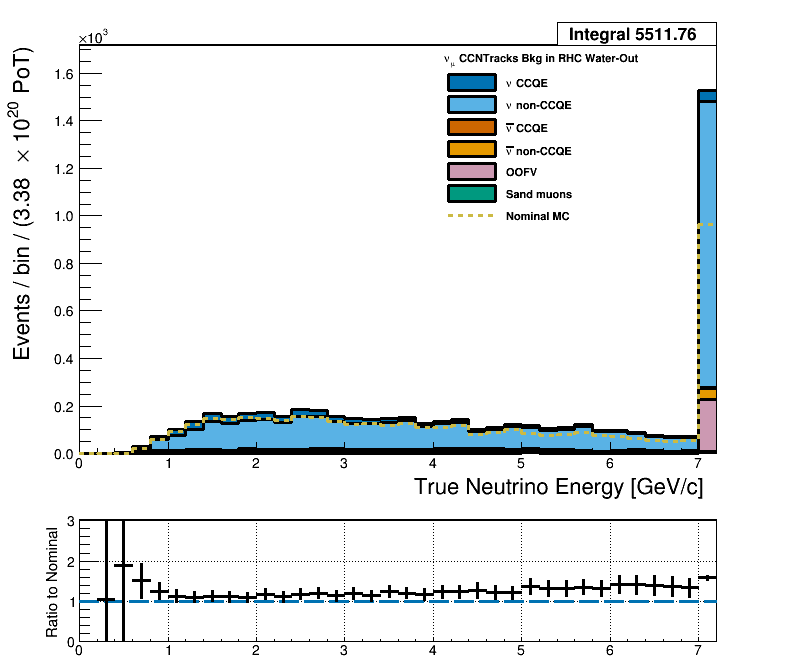 Integral 5511.76
×10³
ν_μ CCNTracks Bkg in RHC Water-Out
ν CCQE
ν non-CCQE
ν̅ CCQE
ν̅ non-CCQE
OOFV
Sand muons
Nominal MC
Events / bin / (3.38 × 10²⁰ PoT)
1.6
1.4
1.2
1.0
0.8
0.6
0.4
0.2
0.0
0 1 2 3 4 5 6 7
True Neutrino Energy [GeV/c]
Ratio to Nominal
3
2
1
0
0 1 2 3 4 5 6 7